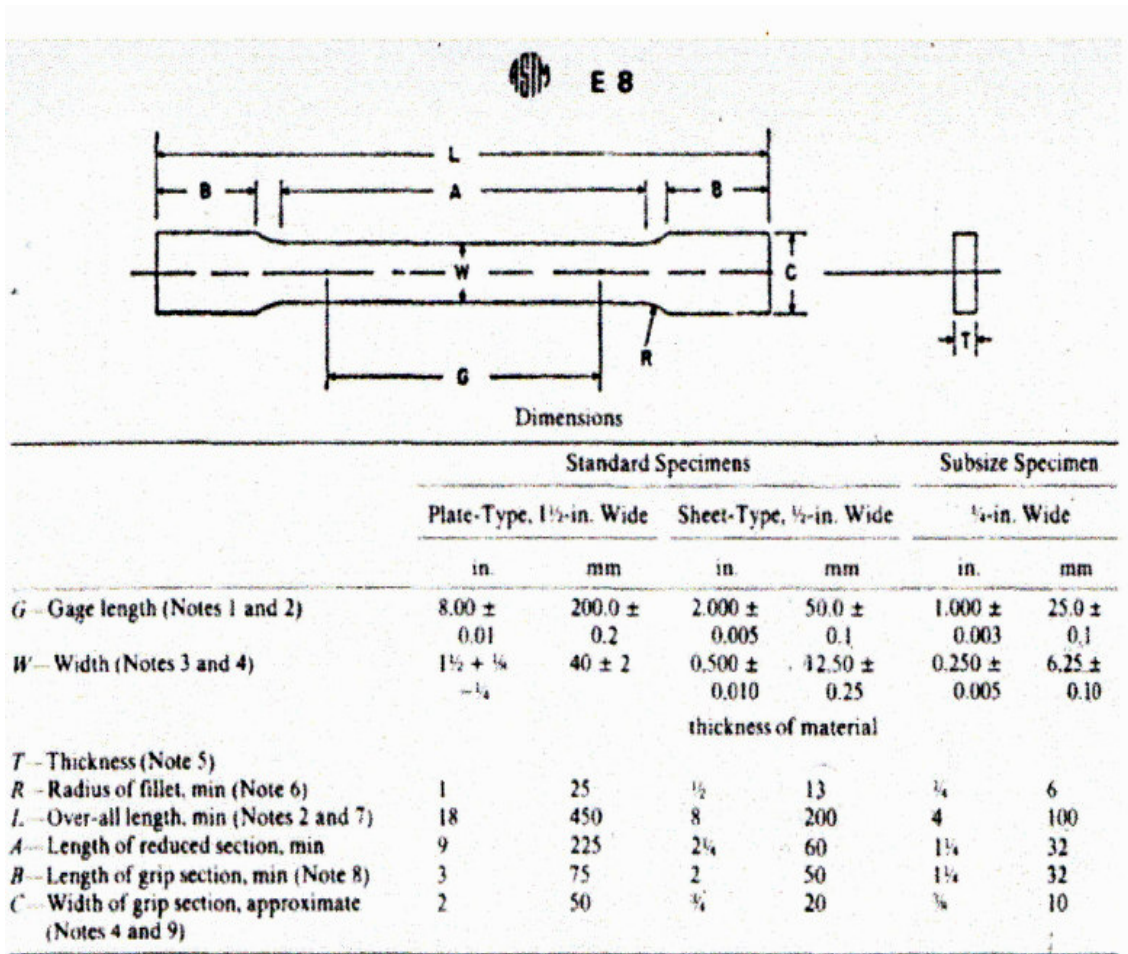 ASTM E 8
L
B A B
W C
R T
G
Dimensions
Standard Specimens Subsize Specimen
Plate-Type, 1½-in. Wide Sheet-Type, ½-in. Wide ¼-in. Wide
in. mm in. mm in. mm
G—Gage length (Notes 1 and 2) 8.00 ± 200.0 ± 2.000 ± 50.0 ± 1.000 ± 25.0 ±
0.01 0.2 0.005 0.1 0.003 0.1
W—Width (Notes 3 and 4) 1½ + 40 ± 2 0.500 ± 12.50 ± 0.250 ± 6.25 ±
−¼ 0.010 0.25 0.005 0.10
thickness of material
T—Thickness (Note 5)
R—Radius of fillet, min (Note 6) 1 25 ½ 13 ¼ 6
L—Over-all length, min (Notes 2 and 7) 18 450 8 200 4 100
A—Length of reduced section, min 9 225 2¼ 60 1¼ 32
B—Length of grip section, min (Note 8) 3 75 2 50 1¼ 32
C—Width of grip section, approximate 2 50 ¾ 20 10
(Notes 4 and 9)